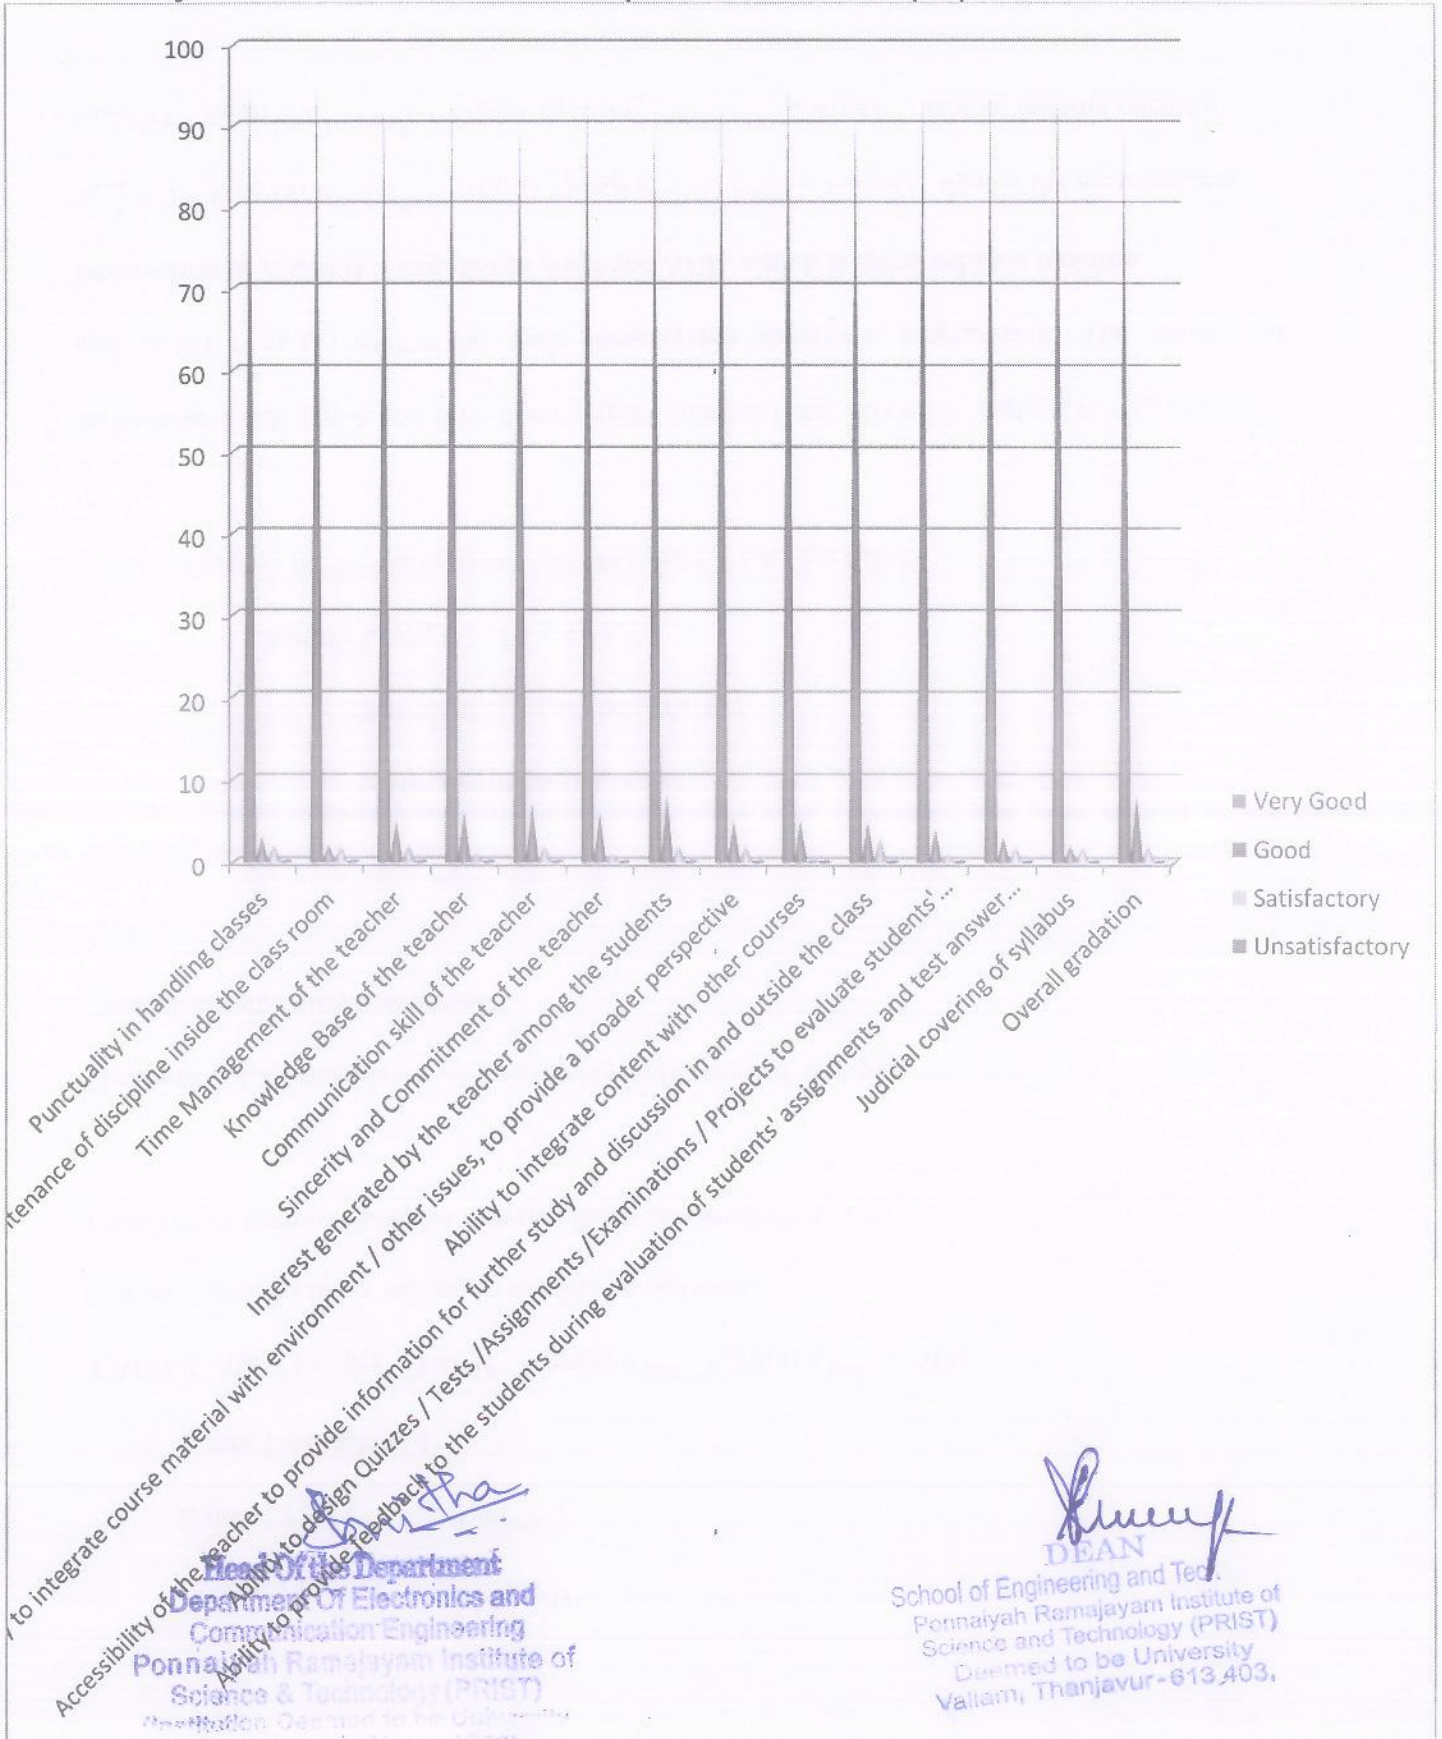 100
90
80
70
60
50
40
30
20
10
0
Very Good
Good
Satisfactory
Unsatisfactory
Punctuality in handling classes
tenance of discipline inside the class room
Time Management of the teacher
Knowledge Base of the teacher
Communication skill of the teacher
Sincerity and Commitment of the teacher
Interest generated by the teacher among the students
/ to integrate course material with environment / other issues, to provide a broader perspective
Ability to integrate content with other courses
Accessibility of the teacher to provide information for further study and discussion in and outside the class
Ability to design Quizzes / Tests /Assignments /Examinations / Projects to evaluate students'...
Ability to provide feedback to the students during evaluation of students' assignments and test answer...
Judicial covering of syllabus
Overall gradation
Head Of the Department
Department Of Electronics and
Communication Engineering
Ponnaiyah Ramajayam Institute of
Science & Technology (PRIST)
(Institution Deemed to be University
DEAN
School of Engineering and Tech.
Ponnaiyah Ramajayam Institute of
Science and Technology (PRIST)
Deemed to be University
Vallam, Thanjavur-613,403.